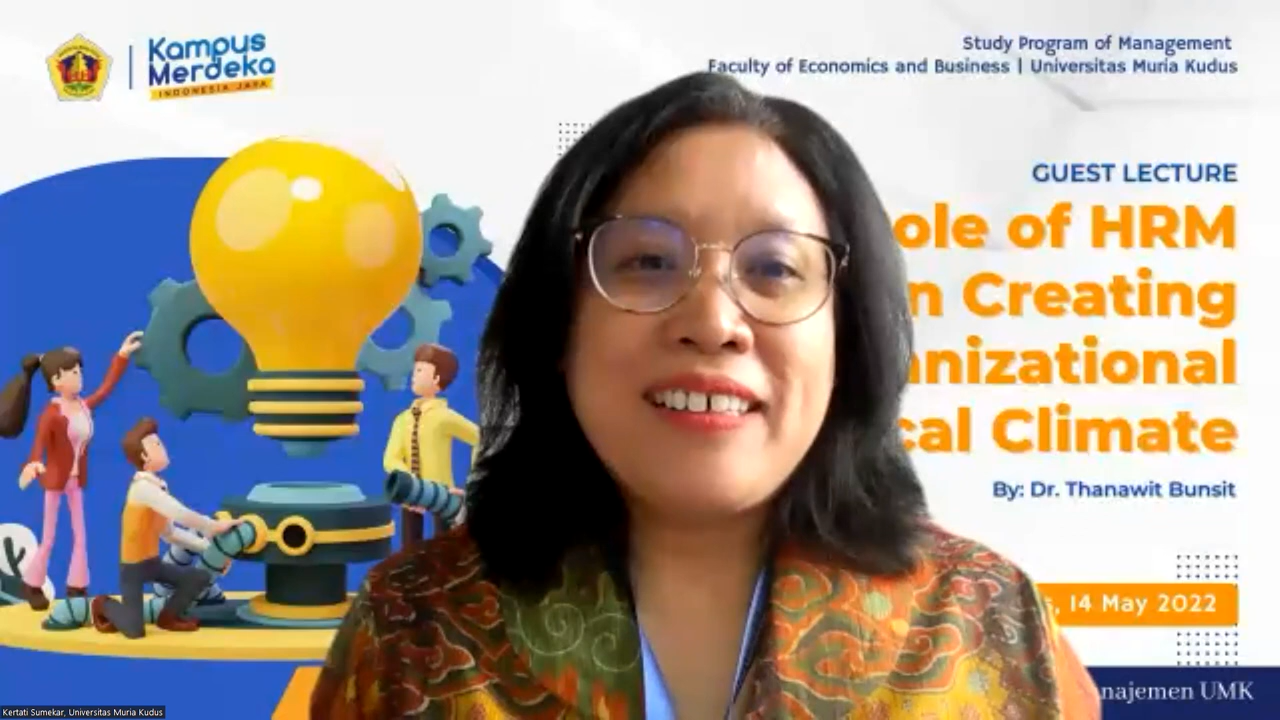 Kampus
Merdeka
INDONESIA JAYA
Study Program of Management
Faculty of Economics and Business | Universitas Muria Kudus
GUEST LECTURE
ole of HRM
n Creating
anizational
cal Climate
By: Dr. Thanawit Bunsit
s, 14 May 2022
najemen UMK
Kertati Sumekar, Universitas Muria Kudus